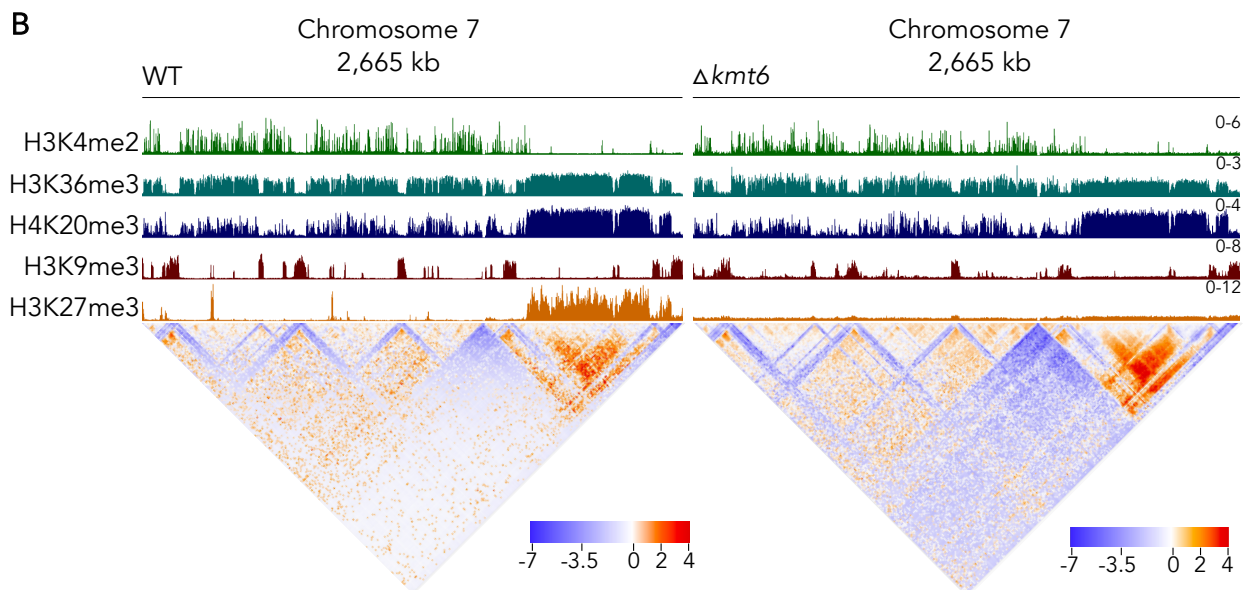 B
Chromosome 7
2,665 kb
WT
Chromosome 7
2,665 kb
Δkmt6
H3K4me2
0-6
H3K36me3
0-3
H4K20me3
0-4
H3K9me3
0-8
H3K27me3
0-12
-7 -3.5 0 2 4
-7 -3.5 0 2 4